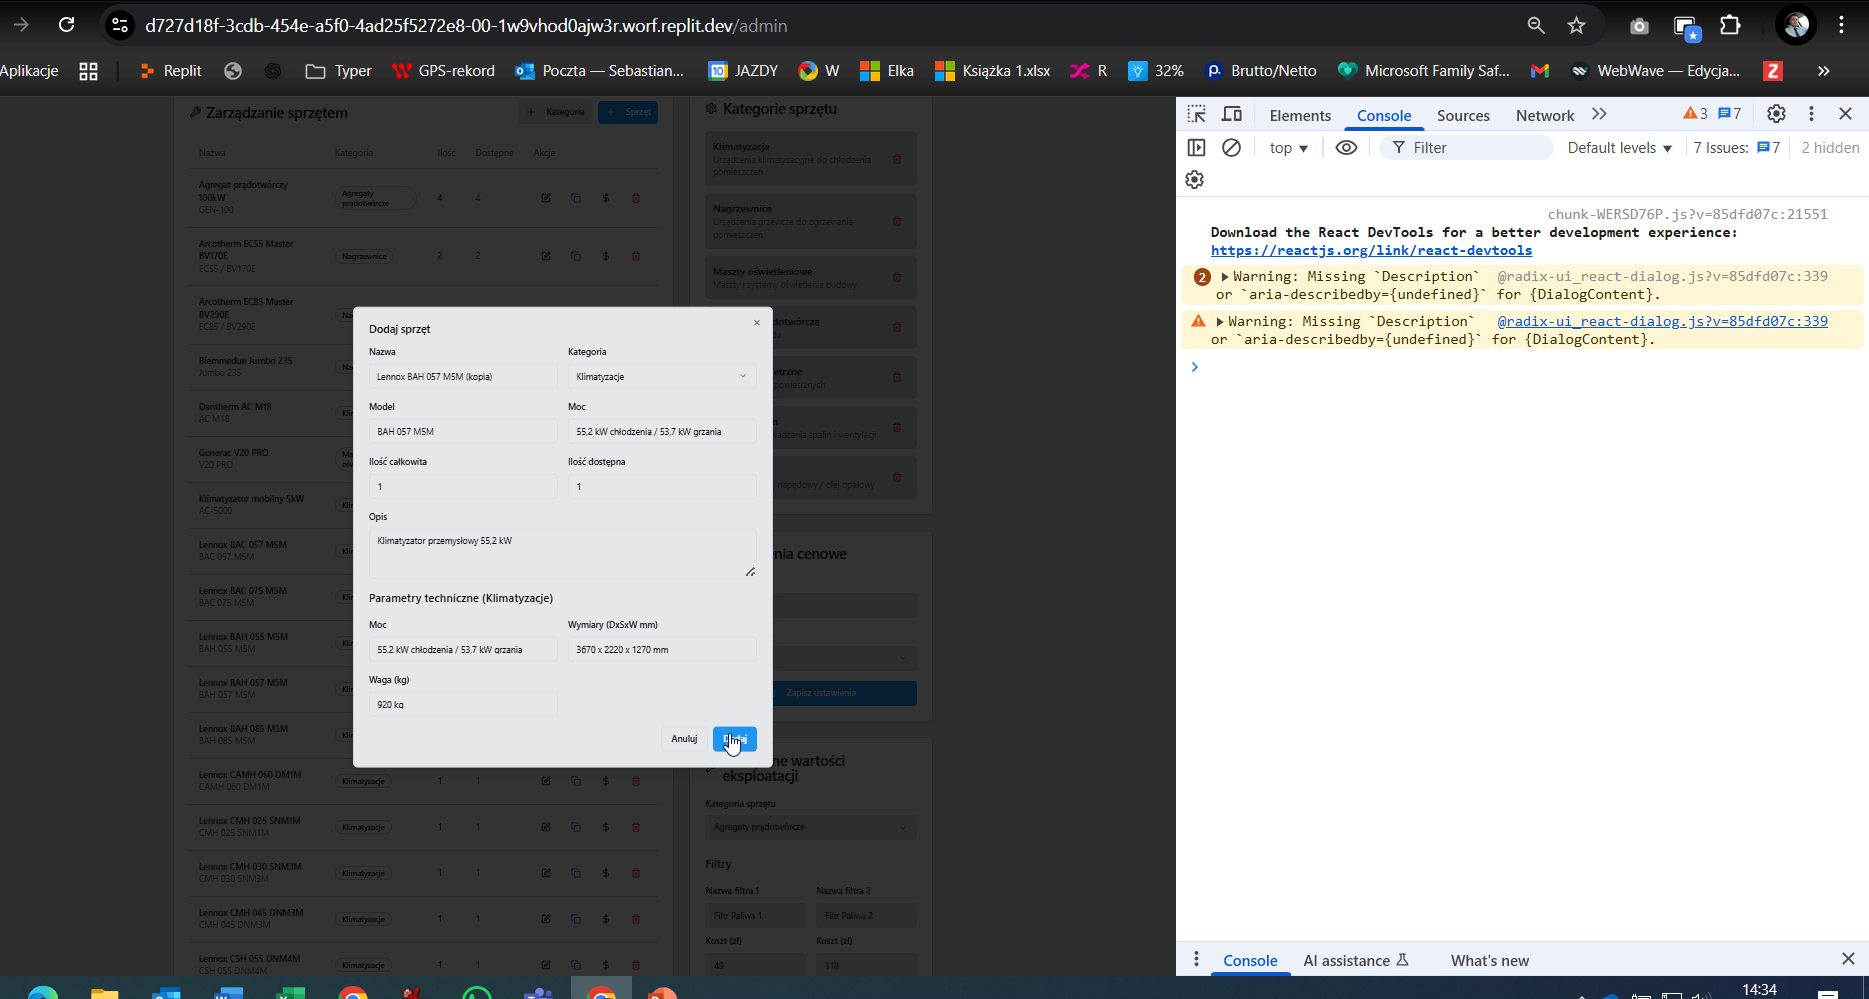 d727d18f-3cdb-454e-a5f0-4ad25f5272e8-00-1w9vhod0ajw3r.worf.replit.dev/admin
Aplikacje
Replit
Typer
GPS-rekord
Poczta — Sebastian...
JAZDY
W
Elka
Książka 1.xlsx
R
32%
Brutto/Netto
Microsoft Family Saf...
WebWave — Edycja...
Zarządzanie sprzętem
+ Kategoria
Sprzęt
Nazwa Kategoria Ilość Dostępne Akcje
Agregat prądotwórczy
100kW
GEN-100
Agregaty
prądotwórcze
4 4
Arcotherm EC55 Master
BV170E
EC55 / BV170E
Nagrzewnice
2 2
Arcotherm EC85 Master
BV290E
EC85 / BV290E
Biemmedue Jumbo 235
Jumbo 235
Dantherm AC M18
AC M18
Generac V20 PRO
V20 PRO
Klimatyzator mobilny 5kW
AC-5000
Lennox BAC 057 M5M
BAC 057 M5M
Lennox BAC 075 M5M
BAC 075 M5M
Lennox BAH 055 M5M
BAH 055 M5M
Lennox BAH 057 M5M
BAH 057 M5M
Lennox BAH 085 M5M
BAH 085 M5M
Lennox CAMH 060 DM1M
CAMH 060 DM1M
Klimatyzacje
1 1
Lennox CMH 025 SNM1M
CMH 025 SNM1M
Klimatyzacje
1 1
Lennox CMH 030 SNM3M
CMH 030 SNM3M
Klimatyzacje
1 1
Lennox CMH 045 DNM3M
CMH 045 DNM3M
Klimatyzacje
1 1
Lennox CSH 055 DNM4M
CSH 055 DNM4M
Klimatyzacje
1 1
Dodaj sprzęt
Nazwa Kategoria
Lennox BAH 057 M5M (kopia) Klimatyzacje
Model Moc
BAH 057 M5M 55,2 kW chłodzenia / 53,7 kW grzania
Ilość całkowita Ilość dostępna
1 1
Opis
Klimatyzator przemysłowy 55,2 kW
Parametry techniczne (Klimatyzacje)
Moc Wymiary (DxSxW mm)
55,2 kW chłodzenia / 53,7 kW grzania 3670 x 2220 x 1270 mm
Waga (kg)
920 kg
Anuluj
Kategorie sprzętu
Klimatyzacje
Urządzenia klimatyzacyjne do chłodzenia
pomieszczeń
Nagrzewnice
Urządzenia grzewcze do ogrzewania
pomieszczeń
Maszty oświetleniowe
Maszty i systemy oświetlenia budowy
napędowy / olej opałowy
cenowe
Zapisz ustawienia
wartości
eksploatacji
Kategoria sprzętu
Agregaty prądotwórcze
Filtry
Nazwa filtra 1 Nazwa filtra 2
Filtr Paliwa 1 Filtr Paliwa 2
Koszt (zł) Koszt (zł)
49 118
Elements Console Sources Network
3 7
top
Filter
Default levels
7 Issues: 7
2 hidden
chunk-WERSD76P.js?v=85dfd07c:21551
Download the React DevTools for a better development experience:
https://reactjs.org/link/react-devtools
2 Warning: Missing `Description` @radix-ui_react-dialog.js?v=85dfd07c:339
or `aria-describedby={undefined}` for {DialogContent}.
Warning: Missing `Description` @radix-ui_react-dialog.js?v=85dfd07c:339
or `aria-describedby={undefined}` for {DialogContent}.
Console AI assistance What's new
14:34